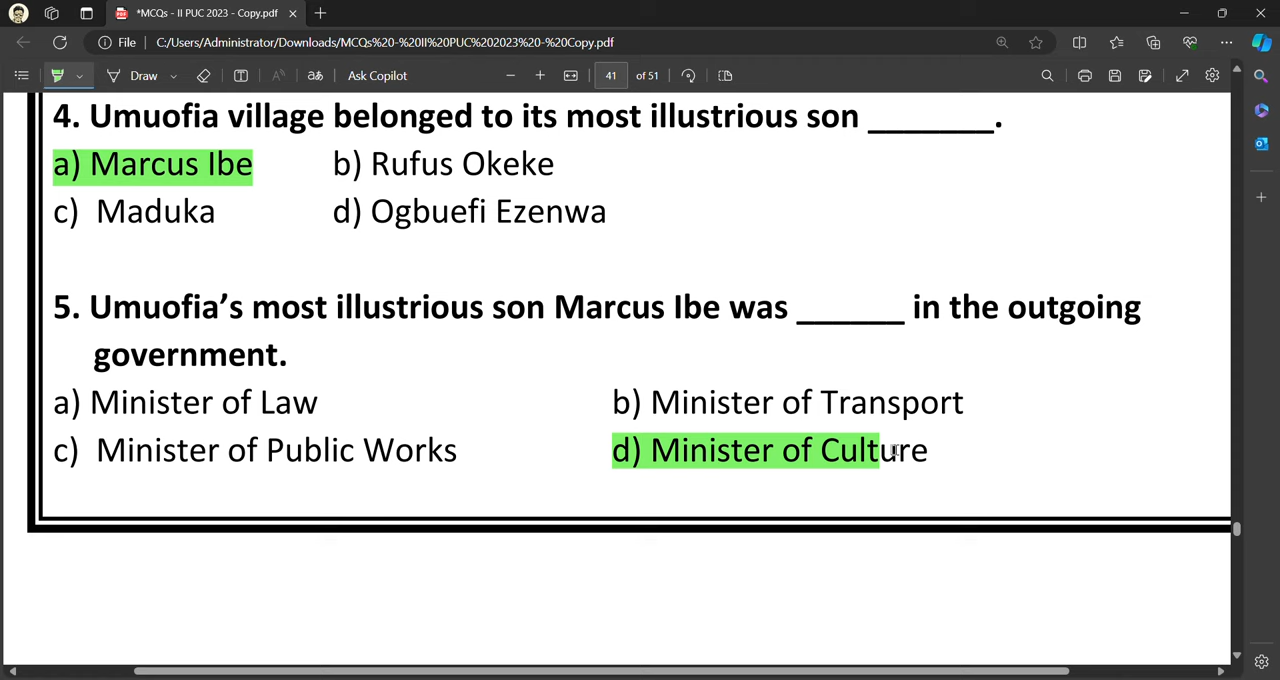 *MCQs - II PUC 2023 - Copy.pdf
File C:/Users/Administrator/Downloads/MCQs%20-%20II%20PUC%202023%20-%20Copy.pdf
Draw Ask Copilot 41 of 51
4. Umuofia village belonged to its most illustrious son _______.
a) Marcus Ibe b) Rufus Okeke
c) Maduka d) Ogbuefi Ezenwa
5. Umuofia’s most illustrious son Marcus Ibe was ______ in the outgoing
government.
a) Minister of Law b) Minister of Transport
c) Minister of Public Works d) Minister of Culture